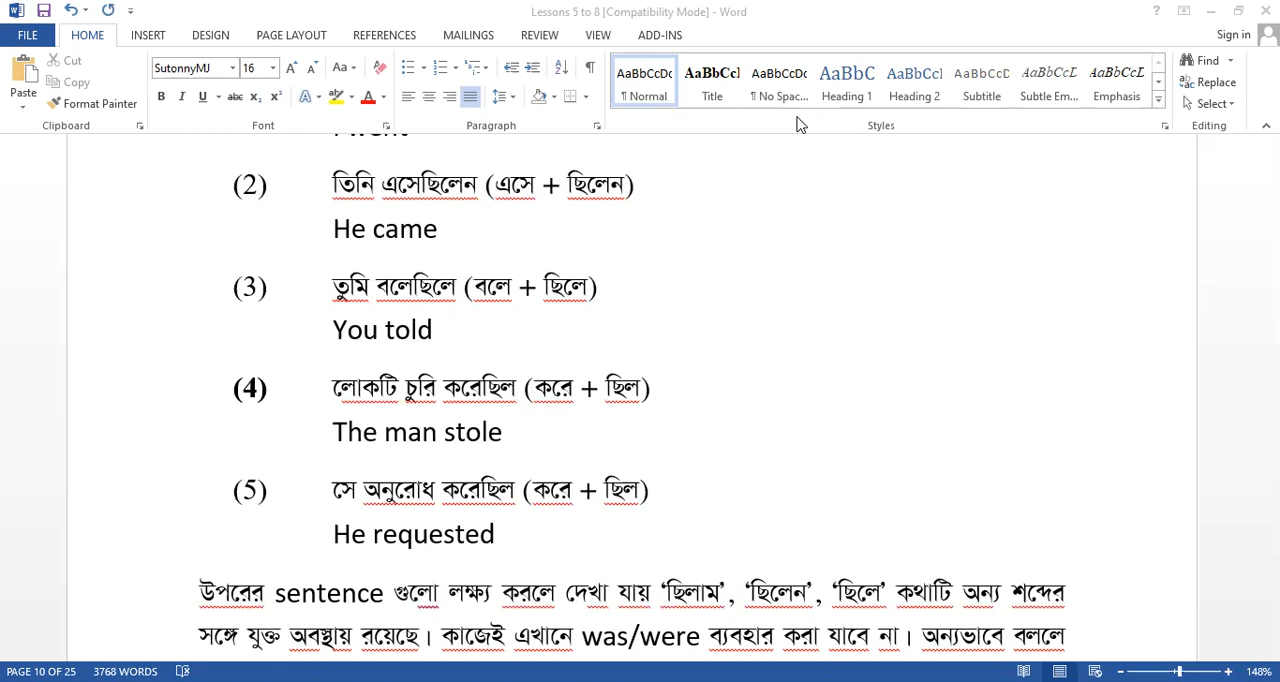 Lessons 5 to 8 [Compatibility Mode] - Word
FILE HOME INSERT DESIGN PAGE LAYOUT REFERENCES MAILINGS REVIEW VIEW ADD-INS Sign in
Paste Cut Copy Format Painter
SutonnyMJ 16
AaBbCcDc AaBbCcI AaBbCcDc AaBbC AaBbCcI AaBbCcD AaBbCcL AaBbCcL
¶ Normal Title ¶ No Spac... Heading 1 Heading 2 Subtitle Subtle Em... Emphasis
Find Replace Select
Clipboard Font Paragraph Styles Editing
I went
(2) তিনি এসেছিলেন (এসে + ছিলেন)
He came
(3) তুমি বলেছিলে (বলে + ছিলে)
You told
(4) লোকটি চুরি করেছিল (করে + ছিল)
The man stole
(5) সে অনুরোধ করেছিল (করে + ছিল)
He requested
উপরের sentence গুলো লক্ষ্য করলে দেখা যায় ‘ছিলাম’, ‘ছিলেন’, ‘ছিলে’ কথাটি অন্য শব্দের
সঙ্গে যুক্ত অবস্থায় রয়েছে। কাজেই এখানে was/were ব্যবহার করা যাবে না। অন্যভাবে বললে
PAGE 10 OF 25 3768 WORDS 148%